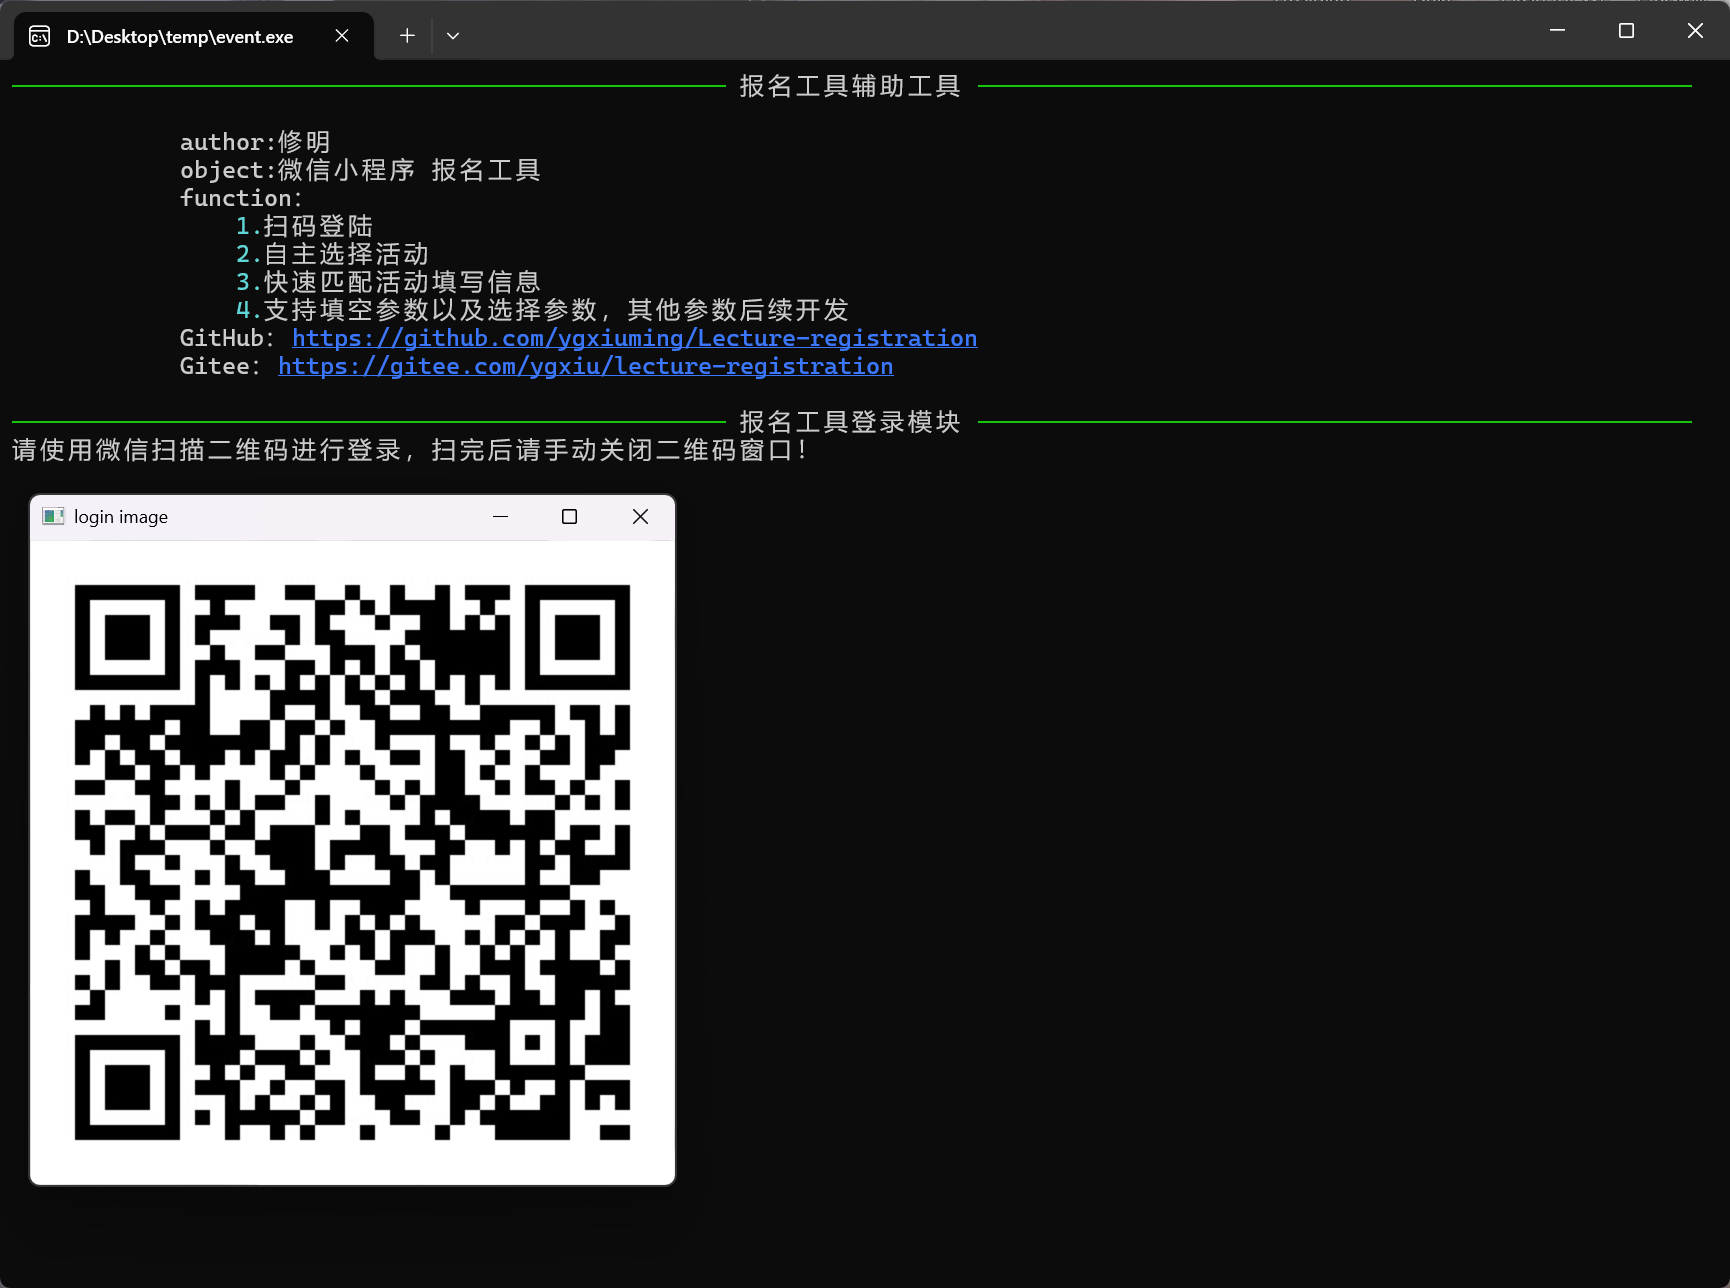 D:\Desktop\temp\event.exe
报名工具辅助工具
author:修明
object:微信小程序 报名工具
function:
1.扫码登陆
2.自主选择活动
3.快速匹配活动填写信息
4.支持填空参数以及选择参数，其他参数后续开发
GitHub: https://github.com/ygxiuming/Lecture-registration
Gitee: https://gitee.com/ygxiu/lecture-registration
报名工具登录模块
请使用微信扫描二维码进行登录，扫完后请手动关闭二维码窗口！
login image